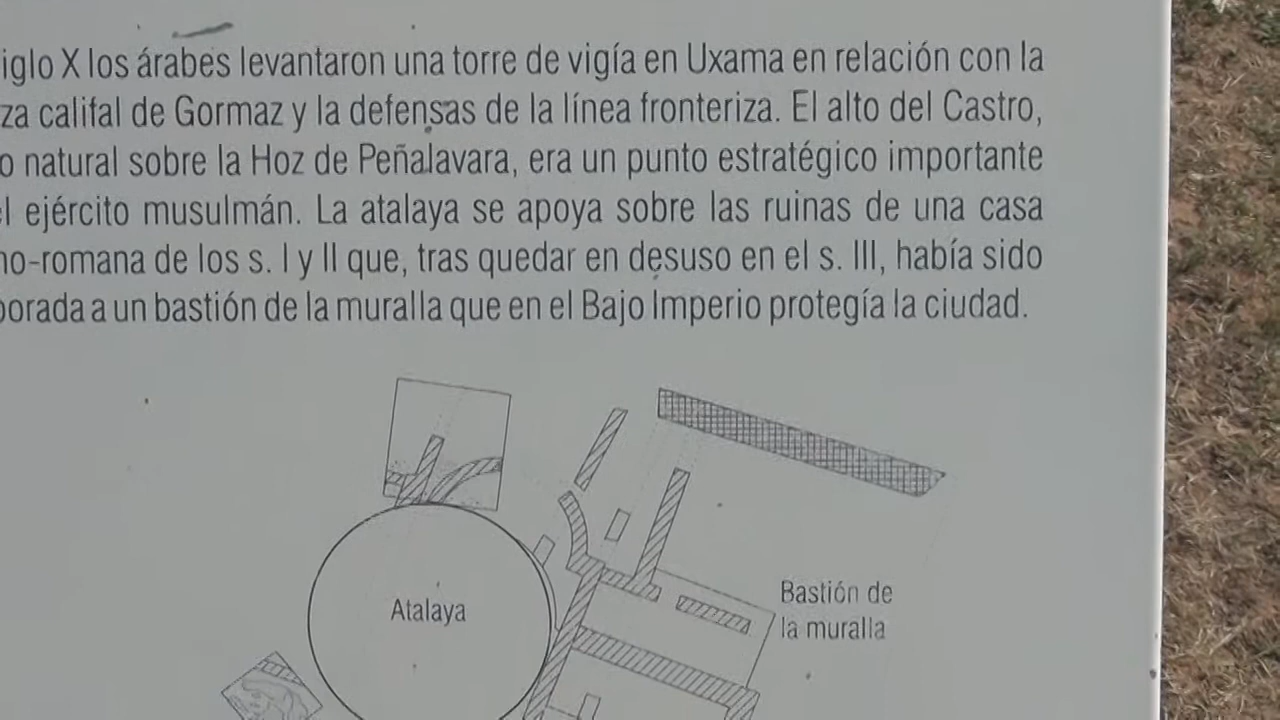 iglo X los árabes levantaron una torre de vigía en Uxama en relación con la
za califal de Gormaz y la defensas de la línea fronteriza. El alto del Castro,
o natural sobre la Hoz de Peñalavara, era un punto estratégico importante
el ejército musulmán. La atalaya se apoya sobre las ruinas de una casa
no-romana de los s. I y II que, tras quedar en desuso en el s. III, había sido
porada a un bastión de la muralla que en el Bajo Imperio protegía la ciudad.
Atalaya
Bastión de
la muralla